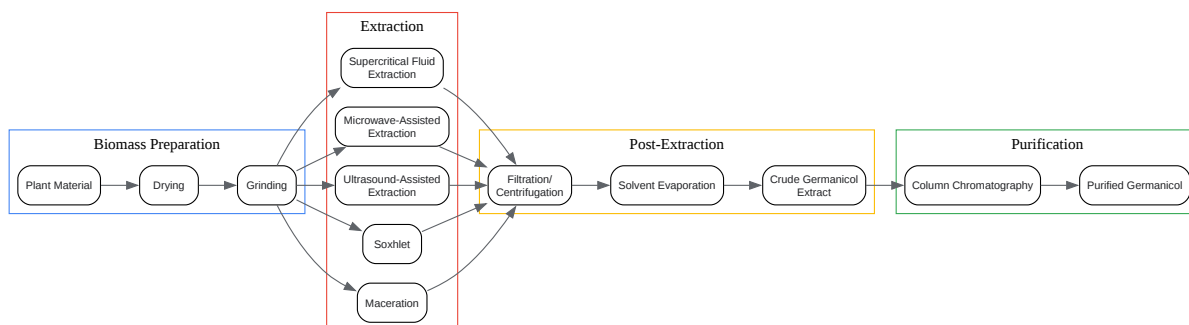 Extraction
Supercritical Fluid
Extraction
Microwave-Assisted
Extraction
Ultrasound-Assisted
Extraction
Soxhlet
Maceration
Biomass Preparation
Plant Material
Drying
Grinding
Post-Extraction
Filtration/
Centrifugation
Solvent Evaporation
Crude Germanicol
Extract
Purification
Column Chromatography
Purified Germanicol